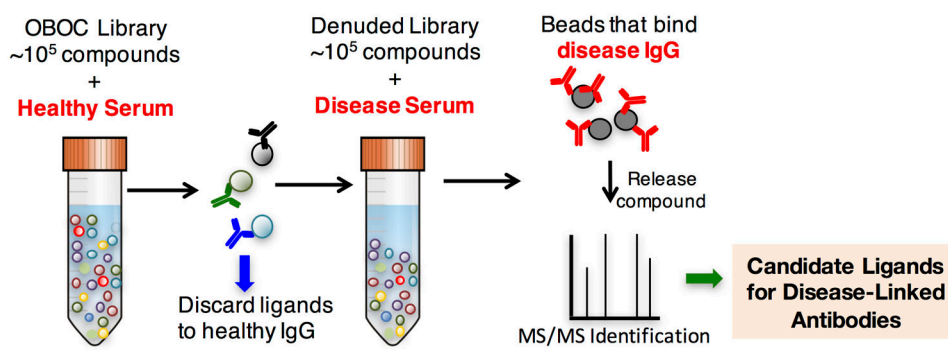 OBOC Library
~10⁵ compounds
+
Healthy Serum
Discard ligands
to healthy IgG
Denuded Library
~10⁵ compounds
+
Disease Serum
Beads that bind
disease IgG
Release
compound
MS/MS Identification
Candidate Ligands
for Disease-Linked
Antibodies